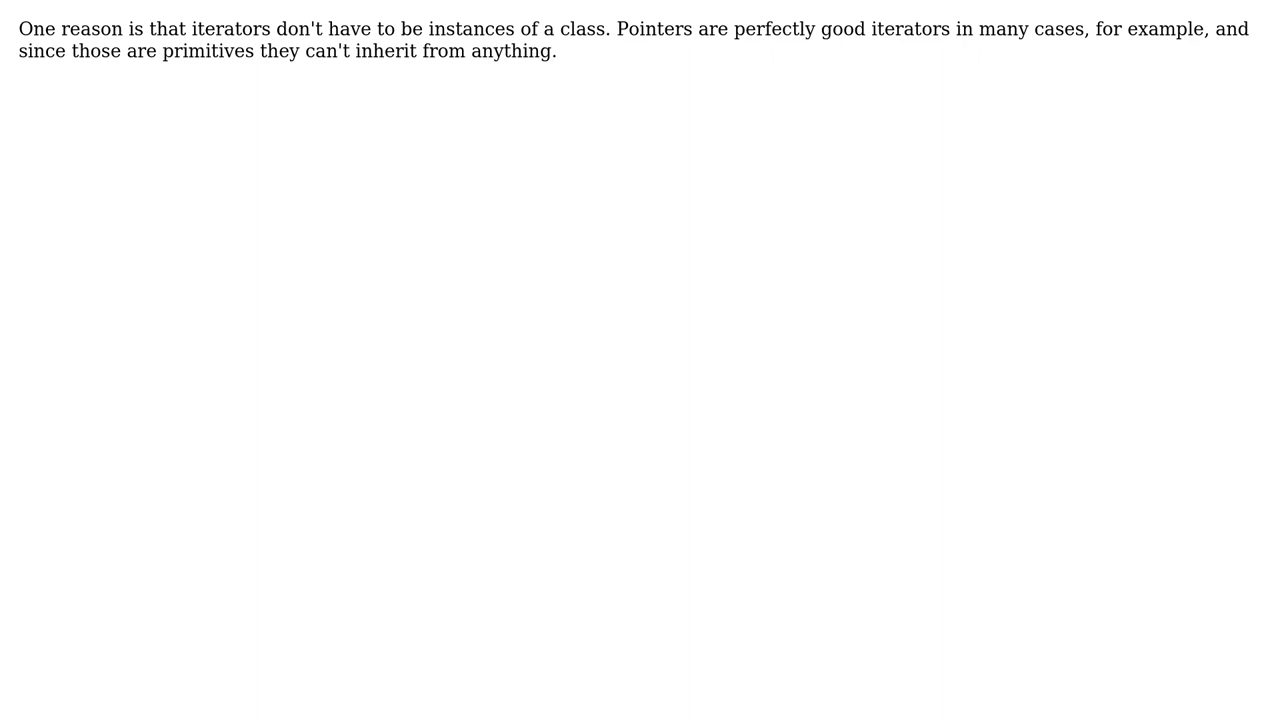 One reason is that iterators don't have to be instances of a class. Pointers are perfectly good iterators in many cases, for example, and
since those are primitives they can't inherit from anything.